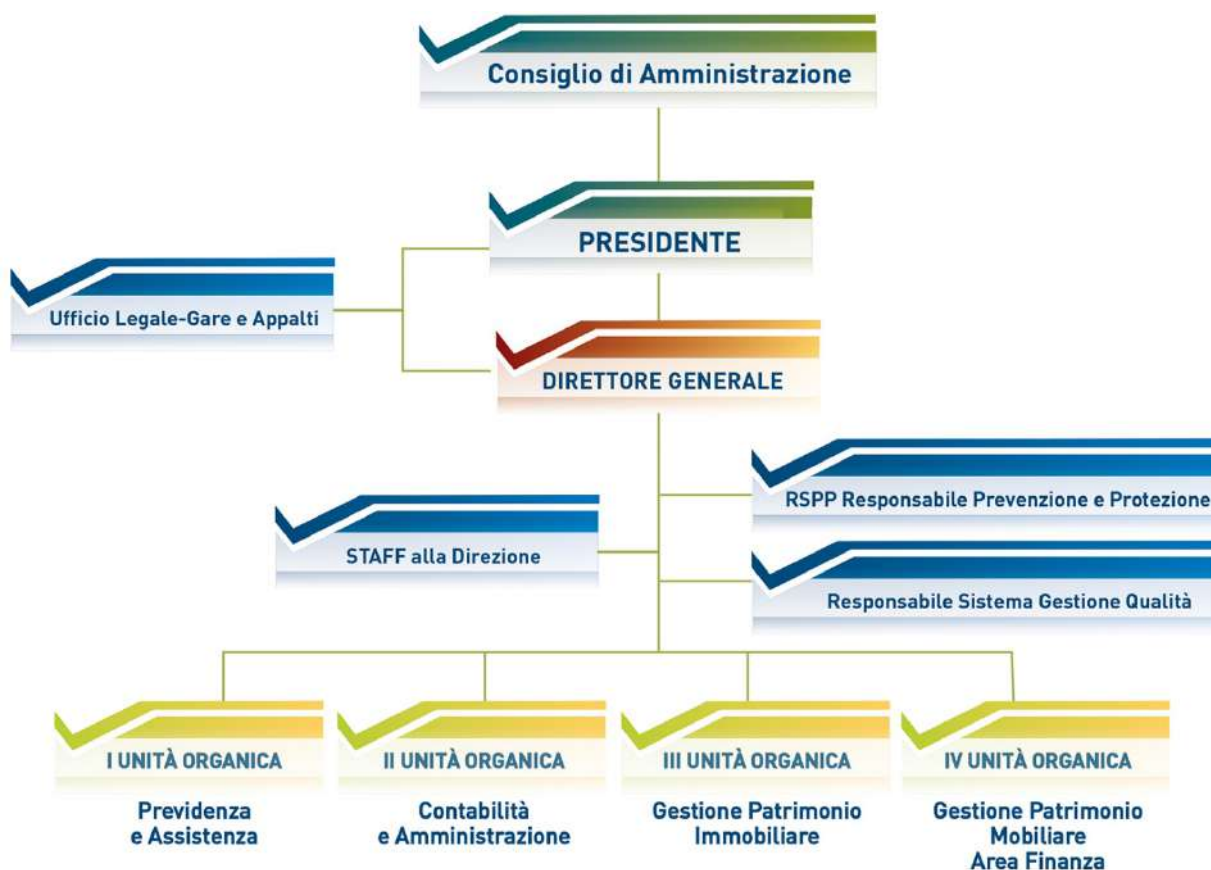 Consiglio di Amministrazione
PRESIDENTE
Ufficio Legale-Gare e Appalti
DIRETTORE GENERALE
RSPP Responsabile Prevenzione e Protezione
STAFF alla Direzione
Responsabile Sistema Gestione Qualità
I UNITÀ ORGANICA
Previdenza
e Assistenza
II UNITÀ ORGANICA
Contabilità
e Amministrazione
III UNITÀ ORGANICA
Gestione Patrimonio
Immobiliare
IV UNITÀ ORGANICA
Gestione Patrimonio
Mobiliare
Area Finanza